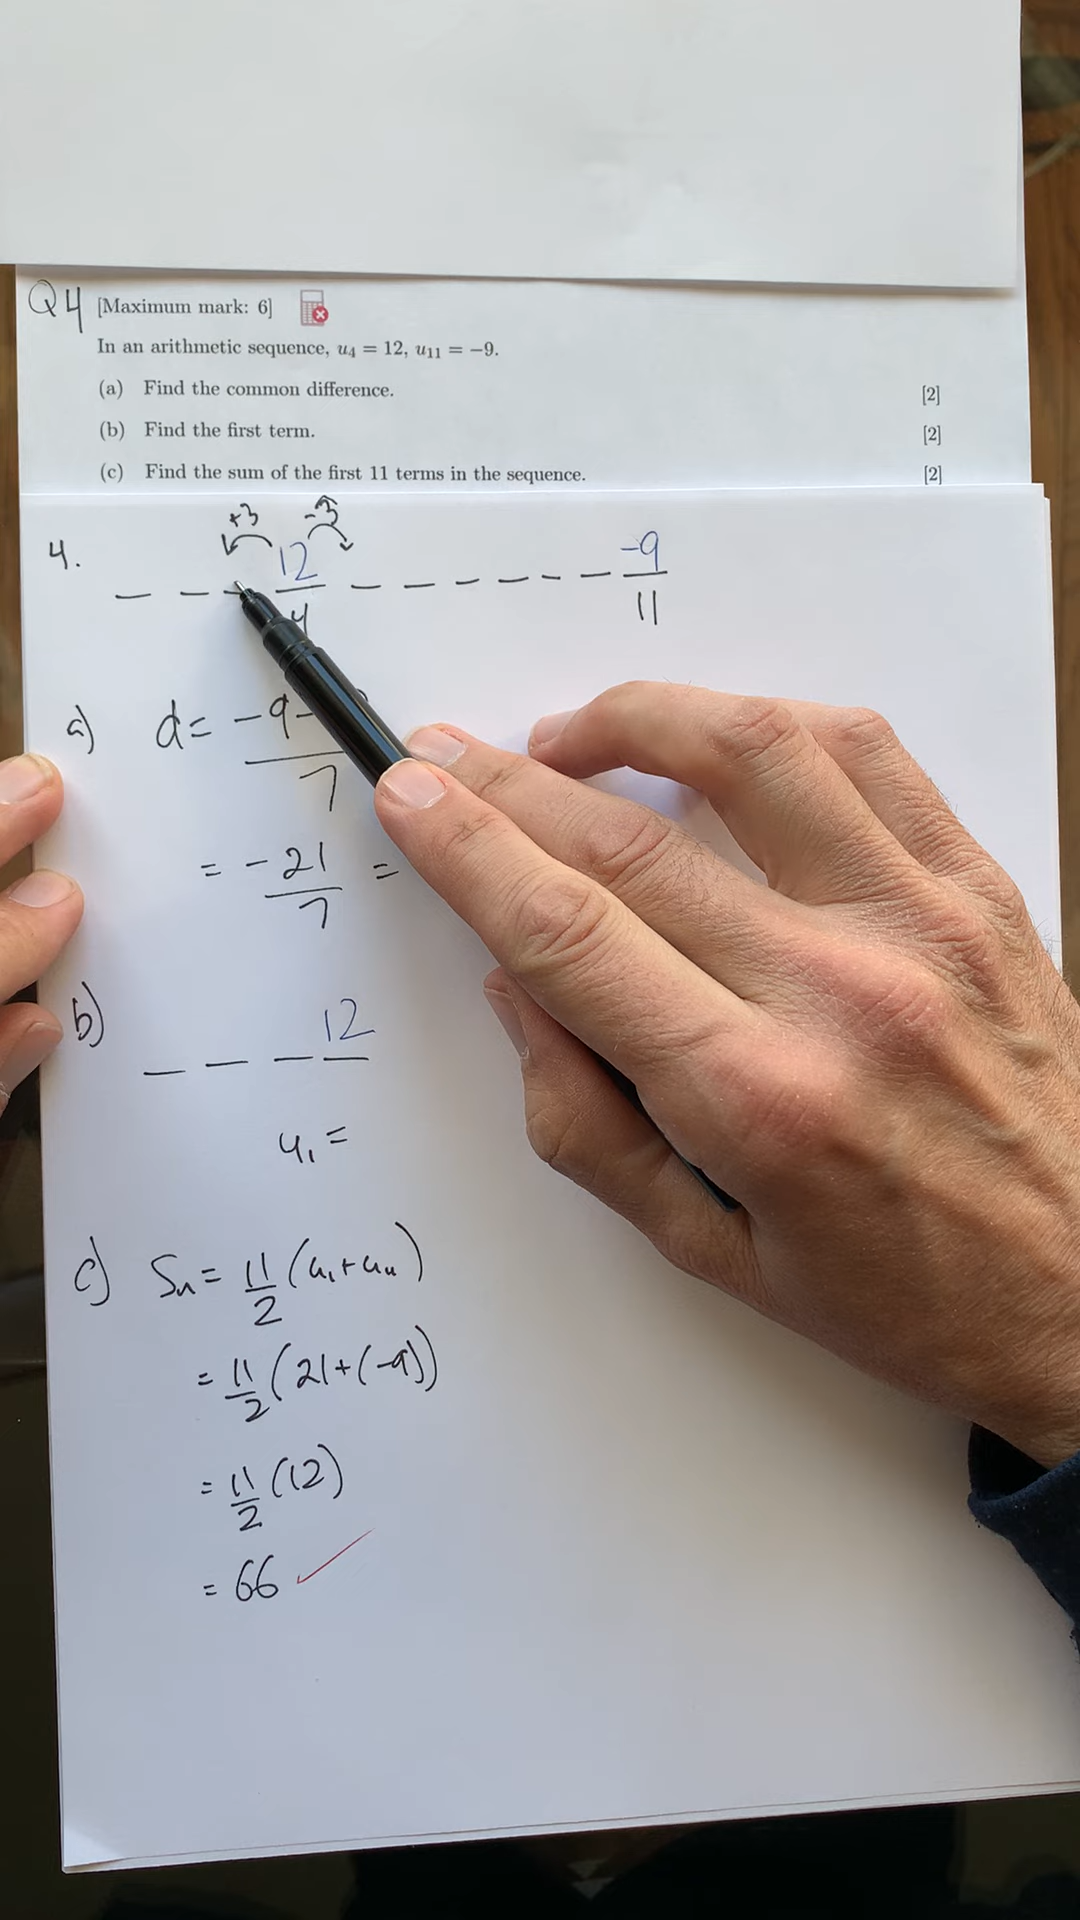 Q4 [Maximum mark: 6]
In an arithmetic sequence, u₄ = 12, u₁₁ = −9.
(a) Find the common difference. [2]
(b) Find the first term. [2]
(c) Find the sum of the first 11 terms in the sequence. [2]
+3 -3
4. 12 -9
4 11
a) d = -9-
7
= -21 =
7
b) 12
u₁ =
c) Sₙ = 11/2 (u₁+uₙ)
= 11/2 (21+(-9))
= 11/2 (12)
= 66 ✓